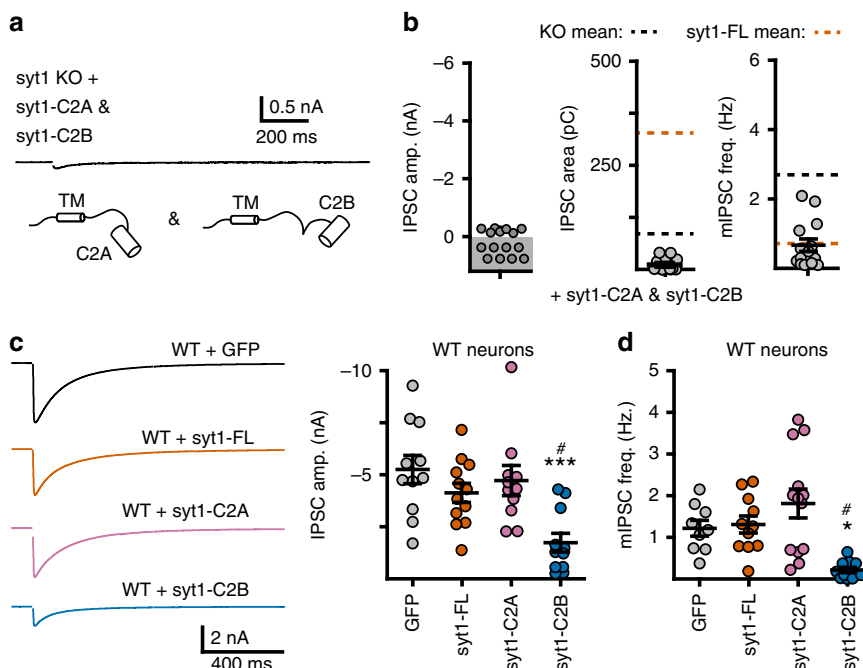 a
syt1 KO +
syt1-C2A &
syt1-C2B
0.5 nA
200 ms
TM
&
TM
C2B
C2A
b
KO mean:
syt1-FL mean:
IPSC amp. (nA)
–6
–4
–2
0
IPSC area (pC)
500
250
mIPSC freq. (Hz)
6
4
2
+ syt1-C2A & syt1-C2B
c
WT + GFP
WT + syt1-FL
WT + syt1-C2A
WT + syt1-C2B
2 nA
400 ms
WT neurons
IPSC amp. (nA)
–10
–5
#
***
GFP
syt1-FL
syt1-C2A
syt1-C2B
d
WT neurons
mIPSC freq. (Hz.)
5
4
3
2
1
#
*
GFP
syt1-FL
syt1-C2A
syt1-C2B